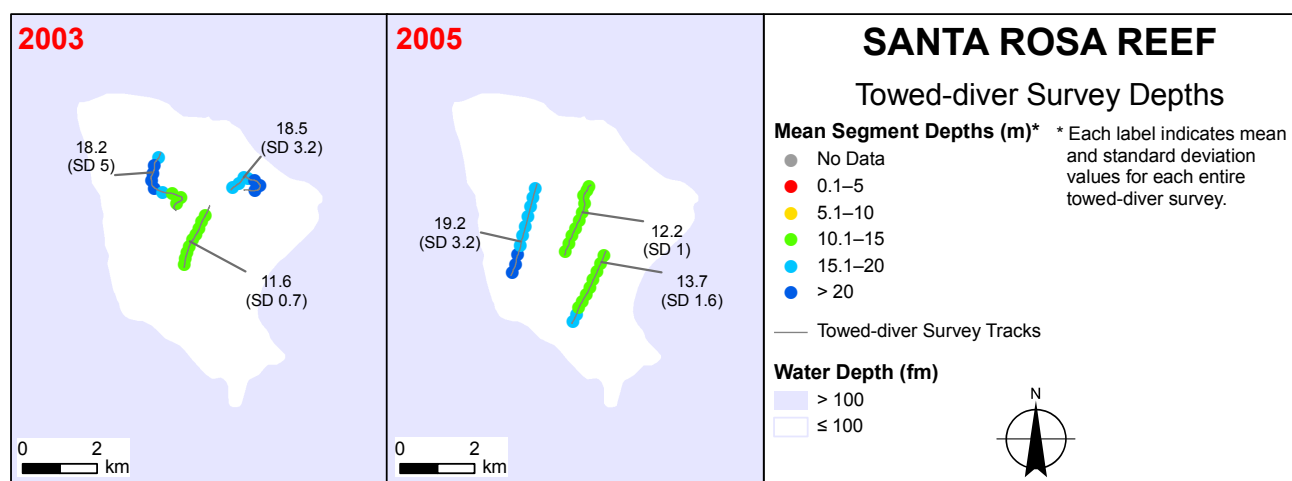 2003
18.2
(SD 5)
18.5
(SD 3.2)
11.6
(SD 0.7)
0 2
km
2005
19.2
(SD 3.2)
12.2
(SD 1)
13.7
(SD 1.6)
0 2
km
SANTA ROSA REEF
Towed-diver Survey Depths
Mean Segment Depths (m)*
No Data
0.1–5
5.1–10
10.1–15
15.1–20
> 20
Towed-diver Survey Tracks
* Each label indicates mean
and standard deviation
values for each entire
towed-diver survey.
Water Depth (fm)
> 100
≤ 100
N